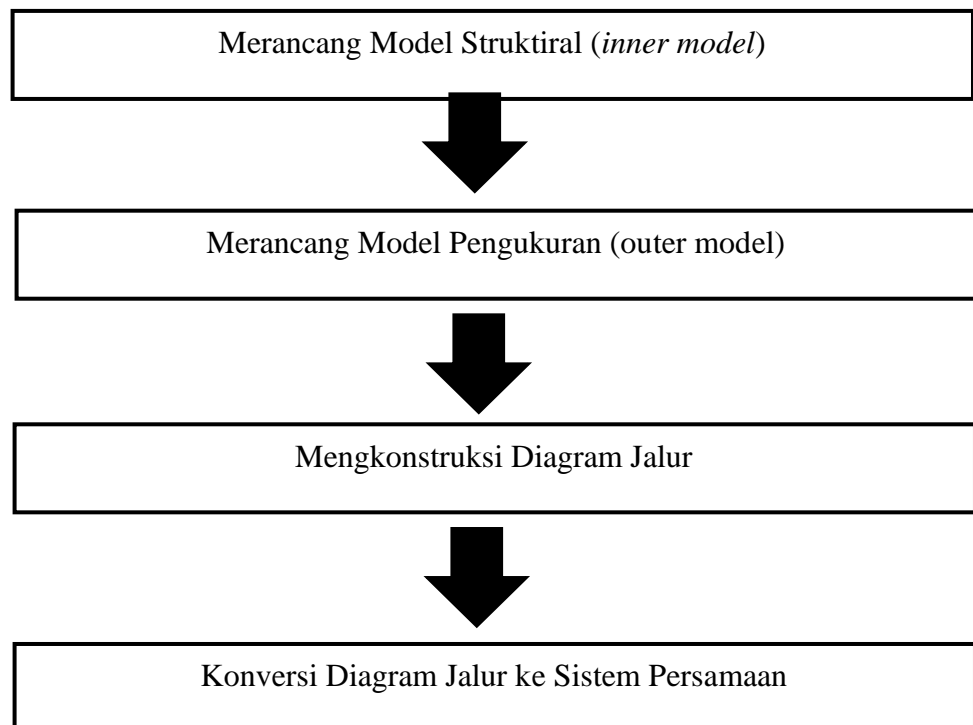 Merancang Model Struktiral (inner model)
Merancang Model Pengukuran (outer model)
Mengkonstruksi Diagram Jalur
Konversi Diagram Jalur ke Sistem Persamaan